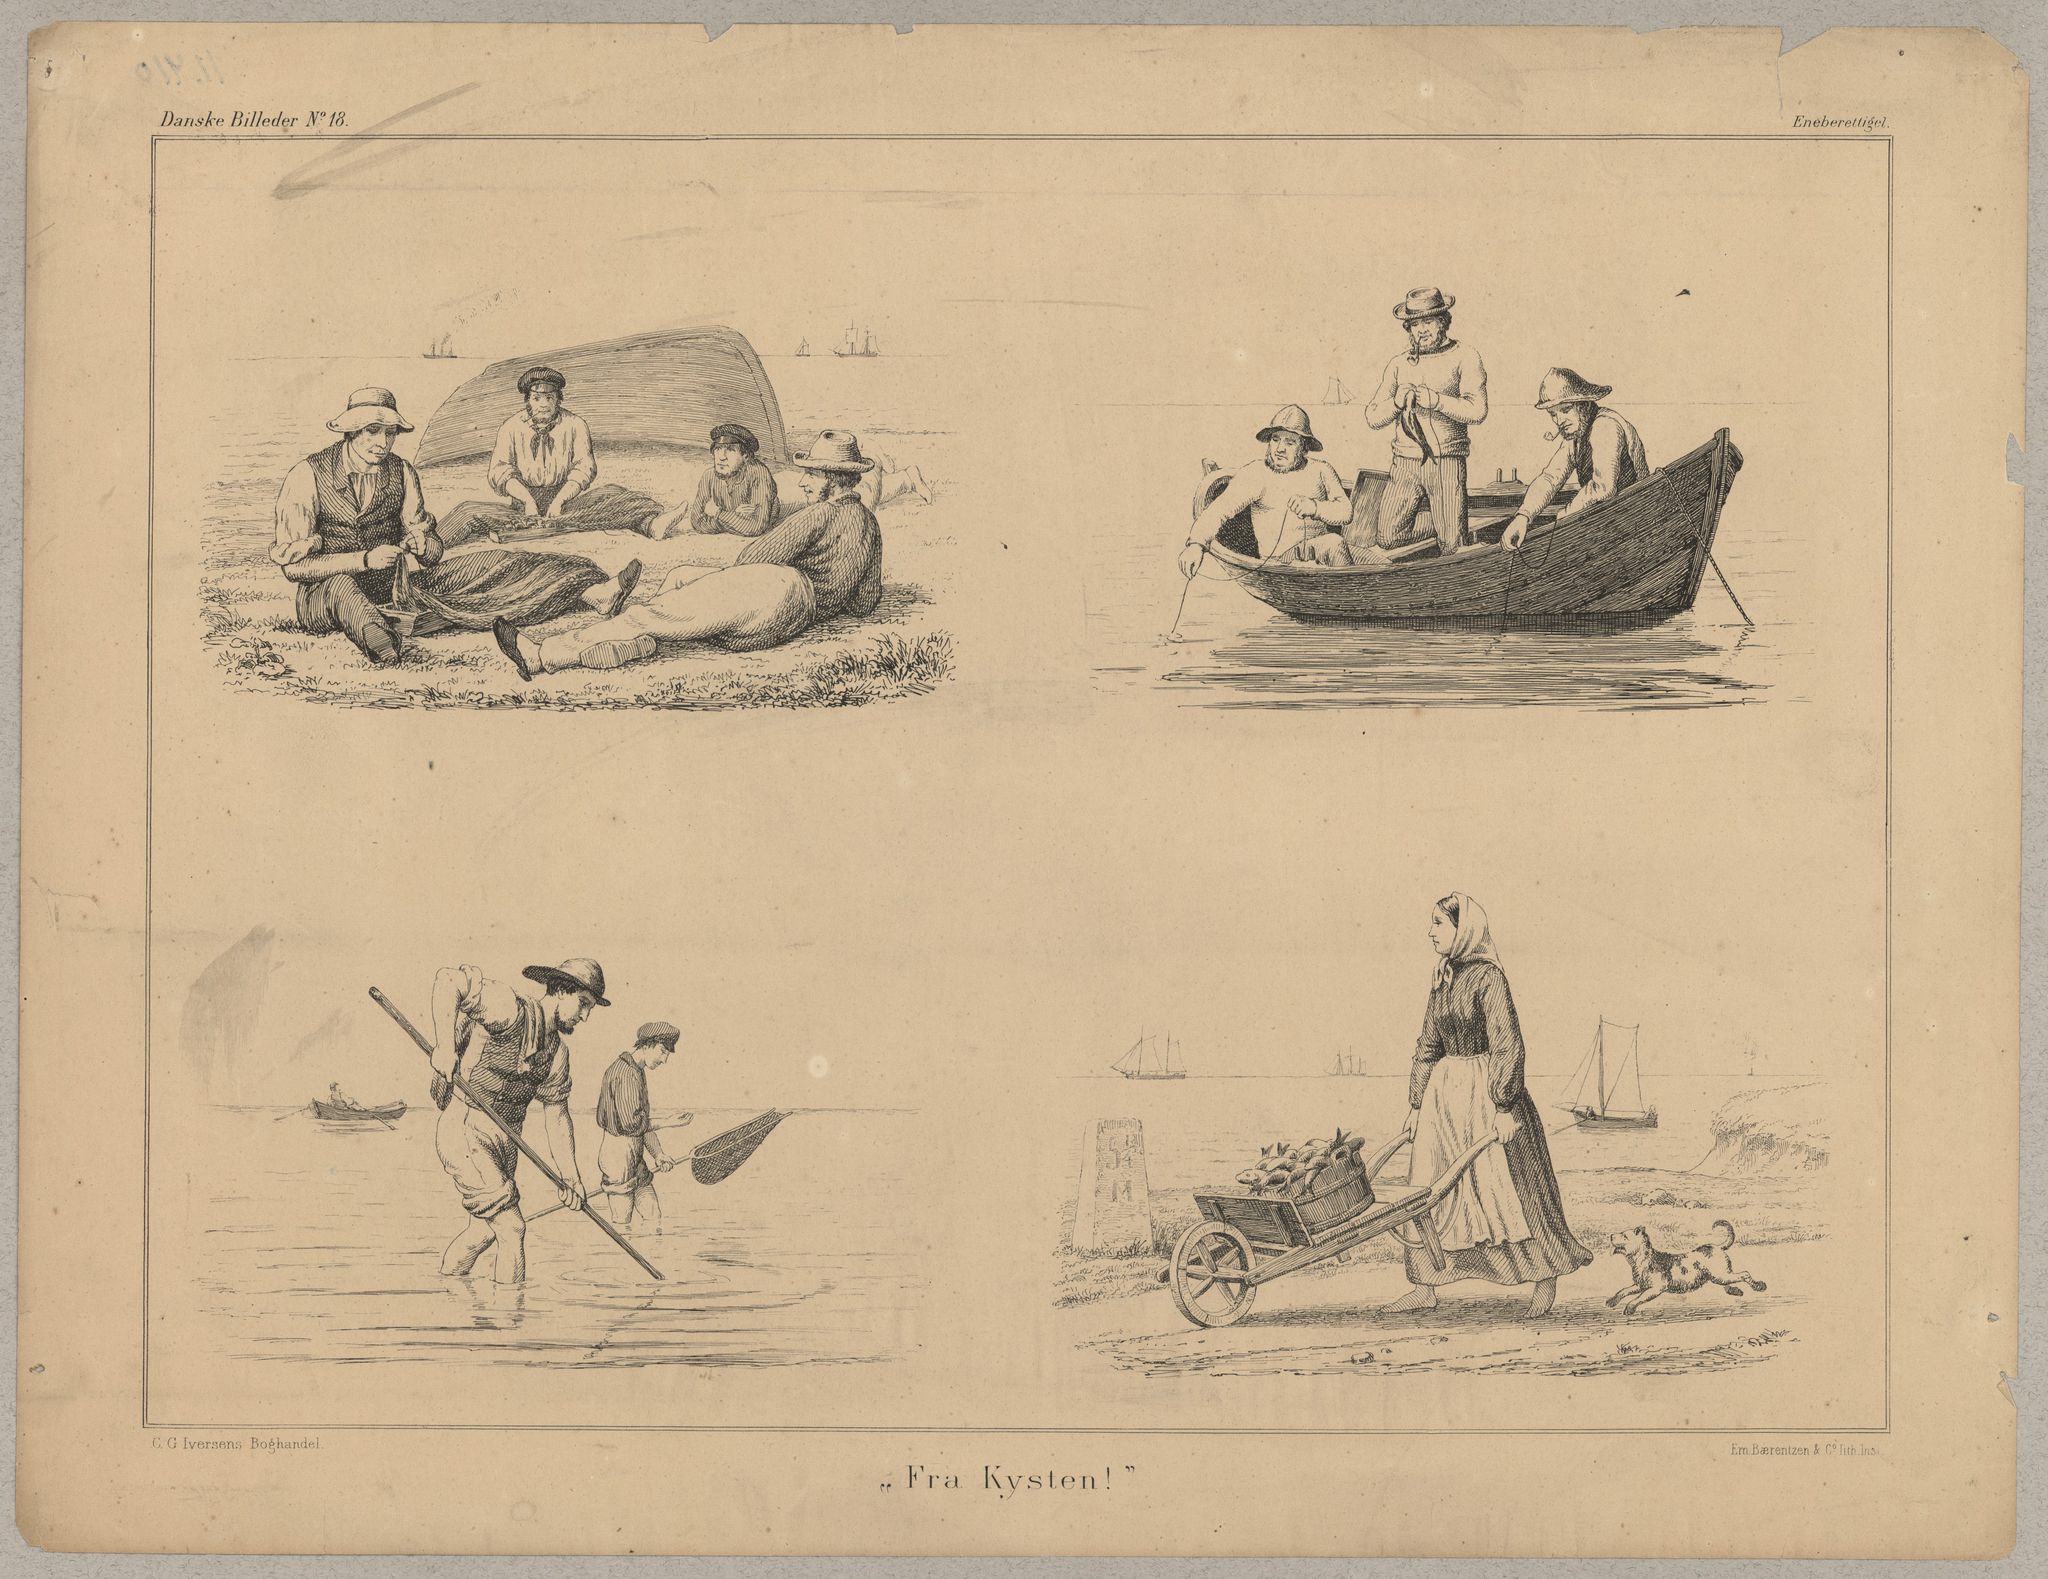 Danske Billeder No 18.
Eneberettiget.
M
C. G Iversens Boghandel.
Em. Bærentzen & Co lith. Inst.
„Fra Kysten!”